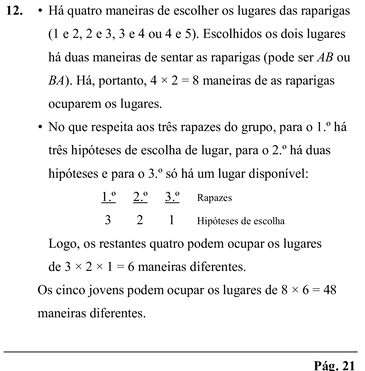 12. • Há quatro maneiras de escolher os lugares das raparigas
(1 e 2, 2 e 3, 3 e 4 ou 4 e 5). Escolhidos os dois lugares
há duas maneiras de sentar as raparigas (pode ser AB ou
BA). Há, portanto, 4 × 2 = 8 maneiras de as raparigas
ocuparem os lugares.
• No que respeita aos três rapazes do grupo, para o 1.º há
três hipóteses de escolha de lugar, para o 2.º há duas
hipóteses e para o 3.º só há um lugar disponível:
1.º 2.º 3.º Rapazes
3 2 1 Hipóteses de escolha
Logo, os restantes quatro podem ocupar os lugares
de 3 × 2 × 1 = 6 maneiras diferentes.
Os cinco jovens podem ocupar os lugares de 8 × 6 = 48
maneiras diferentes.
Pág. 21